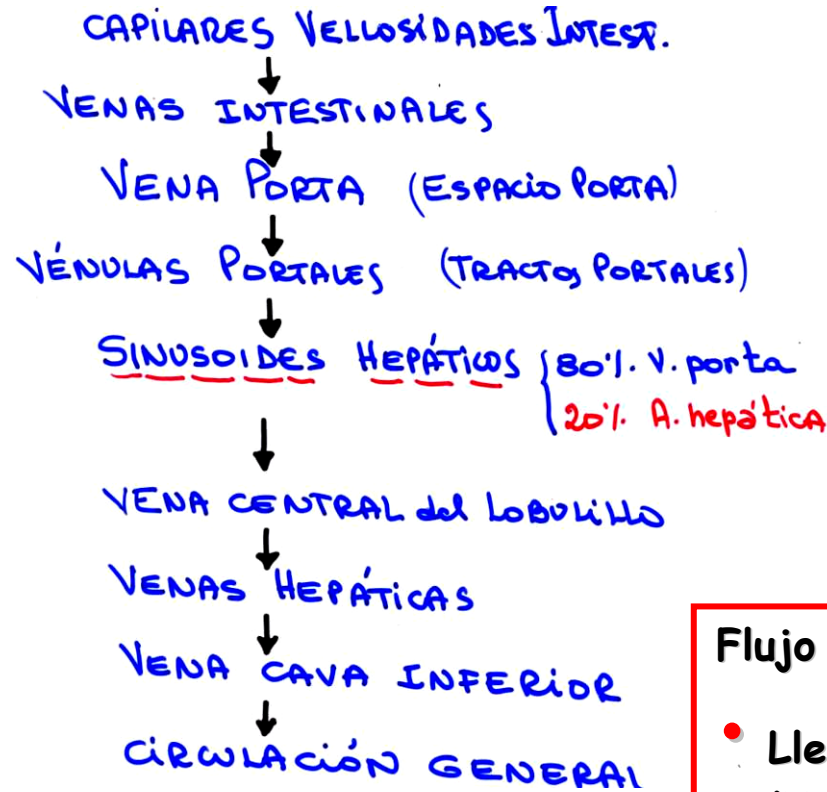 CAPILARES VELLOSIDADES INTEST.
VENAS INTESTINALES
VENA PORTA (ESPACIO PORTA)
VÉNULAS PORTALES (TRACTOS PORTALES)
SINUSOIDES HEPÁTICOS { 80% V. porta
20% A. hepática
VENA CENTRAL del LOBULILLO
VENAS HEPÁTICAS
VENA CAVA INFERIOR
CIRCULACIÓN GENERAL
Flujo
• Lle